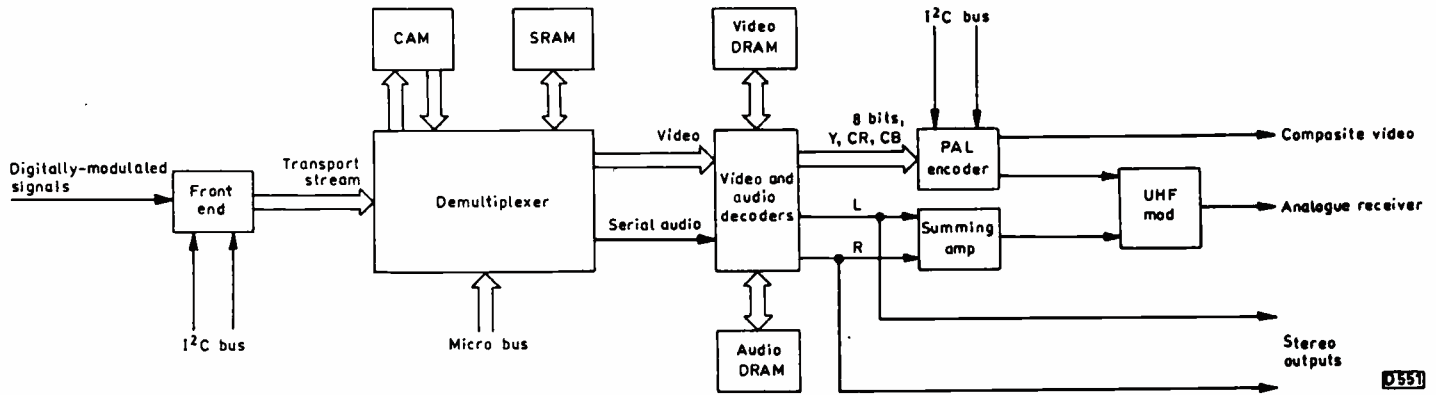 CAM
SRAM
Video
DRAM
I²C bus
Digitally-modulaled
signals
Front
end
Transport
stream
Demultiplexer
Video
Serial audio
Video and
audio
decoders
8 bits,
Y, CR, CB
PAL
encoder
L
R
Summing
amp
UHF
mod
Composite video
Analogue receiver
Stereo
outputs
I²C bus
Micro bus
Audio
DRAM
D551